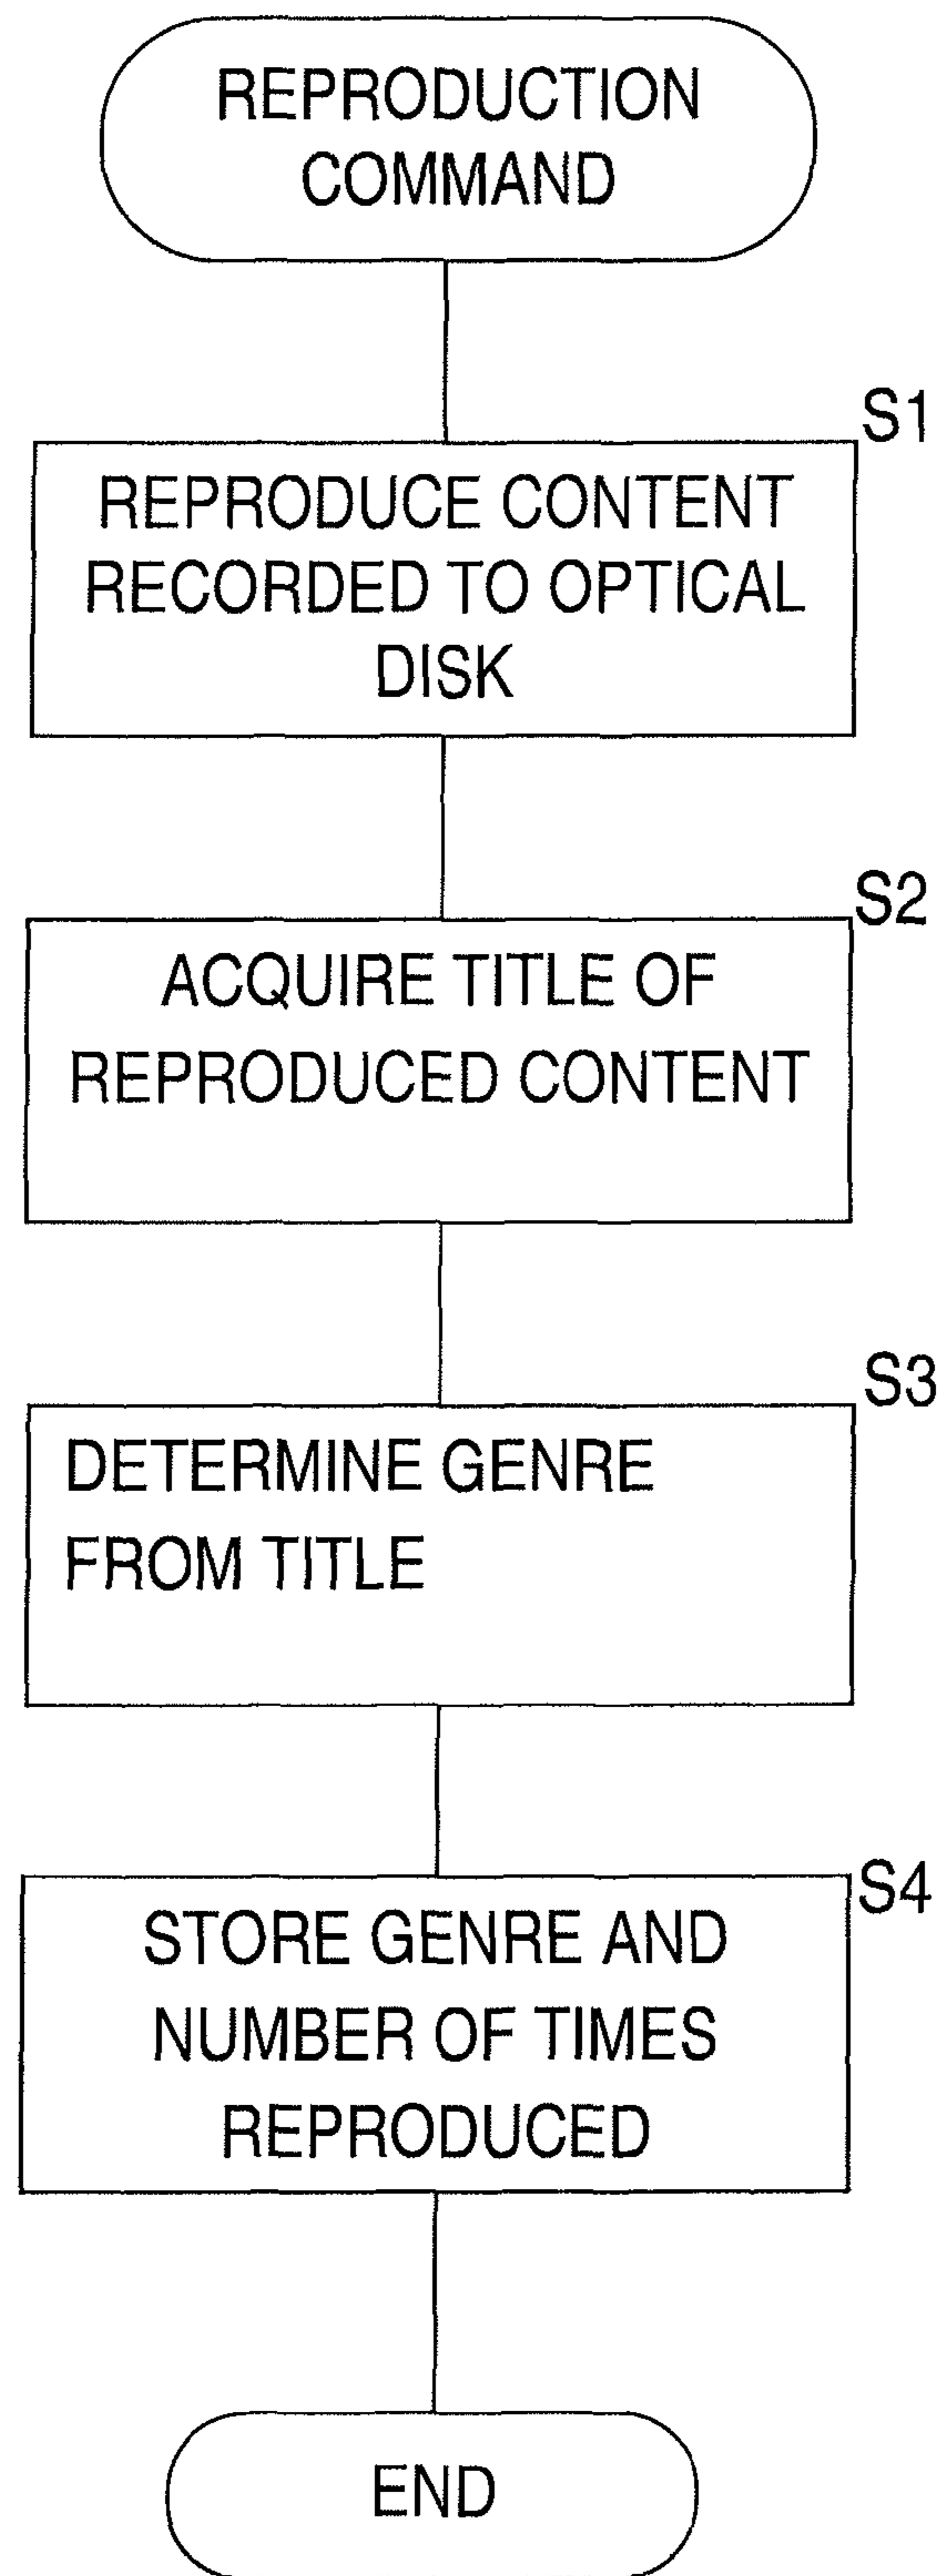 REPRODUCTION
COMMAND
S1
REPRODUCE CONTENT
RECORDED TO OPTICAL
DISK
S2
ACQUIRE TITLE OF
REPRODUCED CONTENT
S3
DETERMINE GENRE
FROM TITLE
S4
STORE GENRE AND
NUMBER OF TIMES
REPRODUCED
END